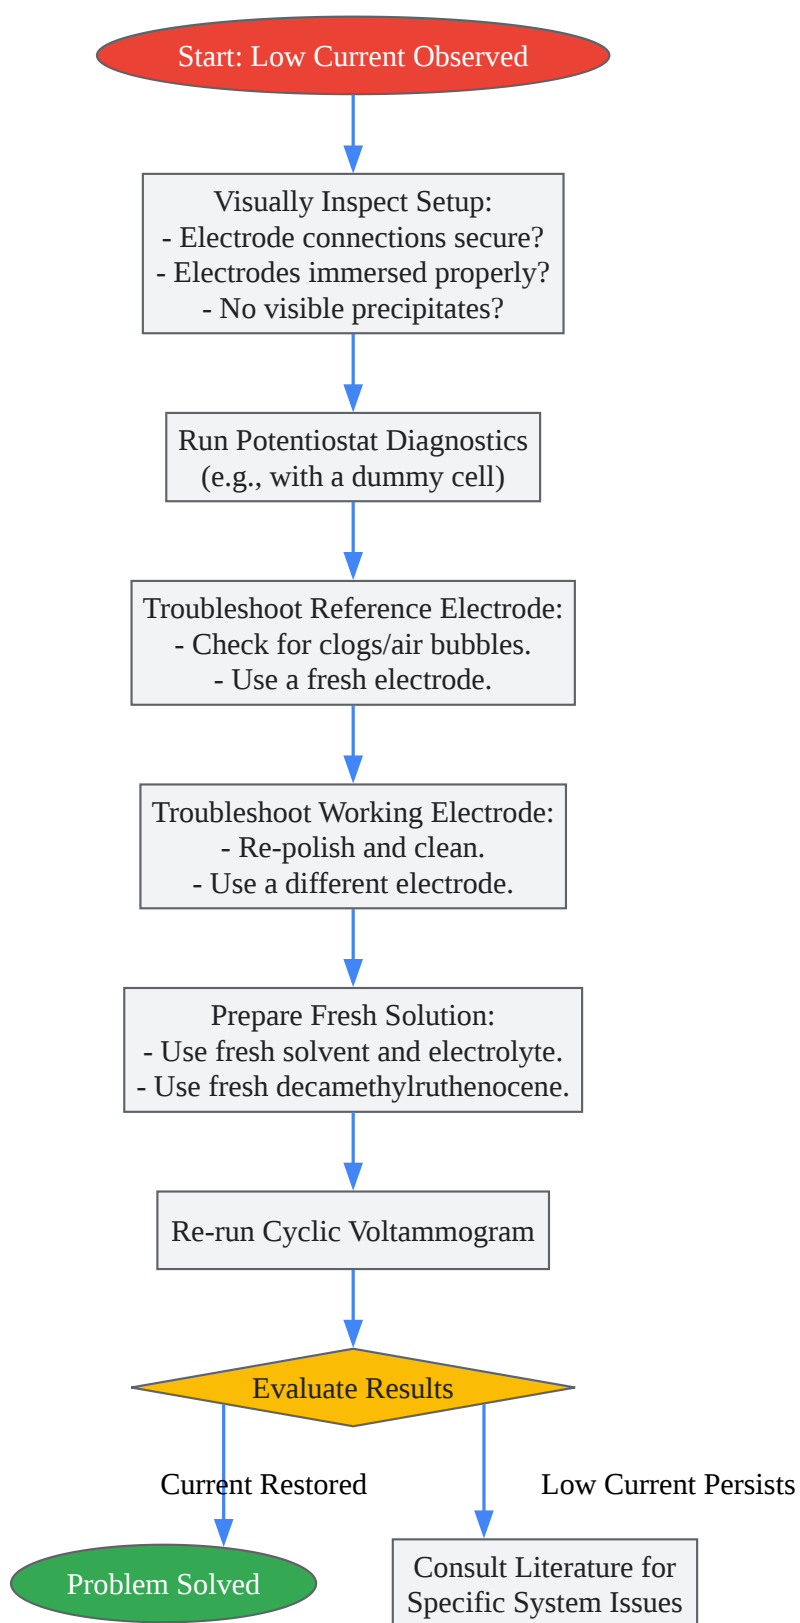 Start: Low Current Observed
Visually Inspect Setup:
- Electrode connections secure?
- Electrodes immersed properly?
- No visible precipitates?
Run Potentiostat Diagnostics
(e.g., with a dummy cell)
Troubleshoot Reference Electrode:
- Check for clogs/air bubbles.
- Use a fresh electrode.
Troubleshoot Working Electrode:
- Re-polish and clean.
- Use a different electrode.
Prepare Fresh Solution:
- Use fresh solvent and electrolyte.
- Use fresh decamethylruthenocene.
Re-run Cyclic Voltammogram
Evaluate Results
Current Restored
Low Current Persists
Problem Solved
Consult Literature for
Specific System Issues